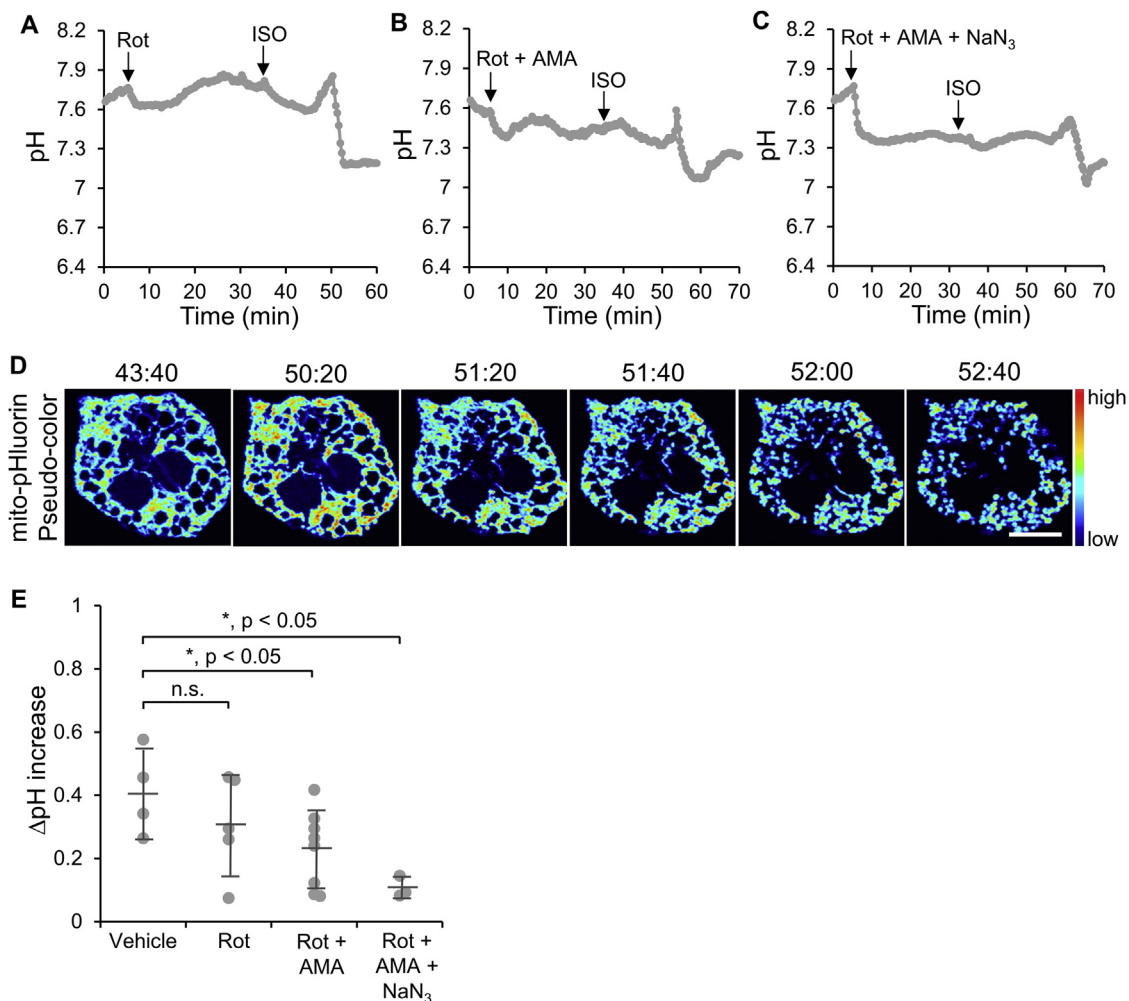 A
8.2
7.9
7.6
7.3
7
6.7
6.4
pH
Rot
ISO
0 10 20 30 40 50 60
Time (min)
B
8.2
7.9
7.6
7.3
7
6.7
6.4
pH
Rot + AMA
ISO
0 10 20 30 40 50 60 70
Time (min)
C
8.2
7.9
7.6
7.3
7
6.7
6.4
pH
Rot + AMA + NaN₃
ISO
0 10 20 30 40 50 60 70
Time (min)
D
mito-pHluorin
Pseudo-color
43:40 50:20 51:20 51:40 52:00 52:40
high
low
E
1
0.8
0.6
0.4
0.2
0
ΔpH increase
*, p < 0.05
*, p < 0.05
n.s.
Vehicle
Rot
Rot +
AMA
Rot +
AMA +
NaN₃